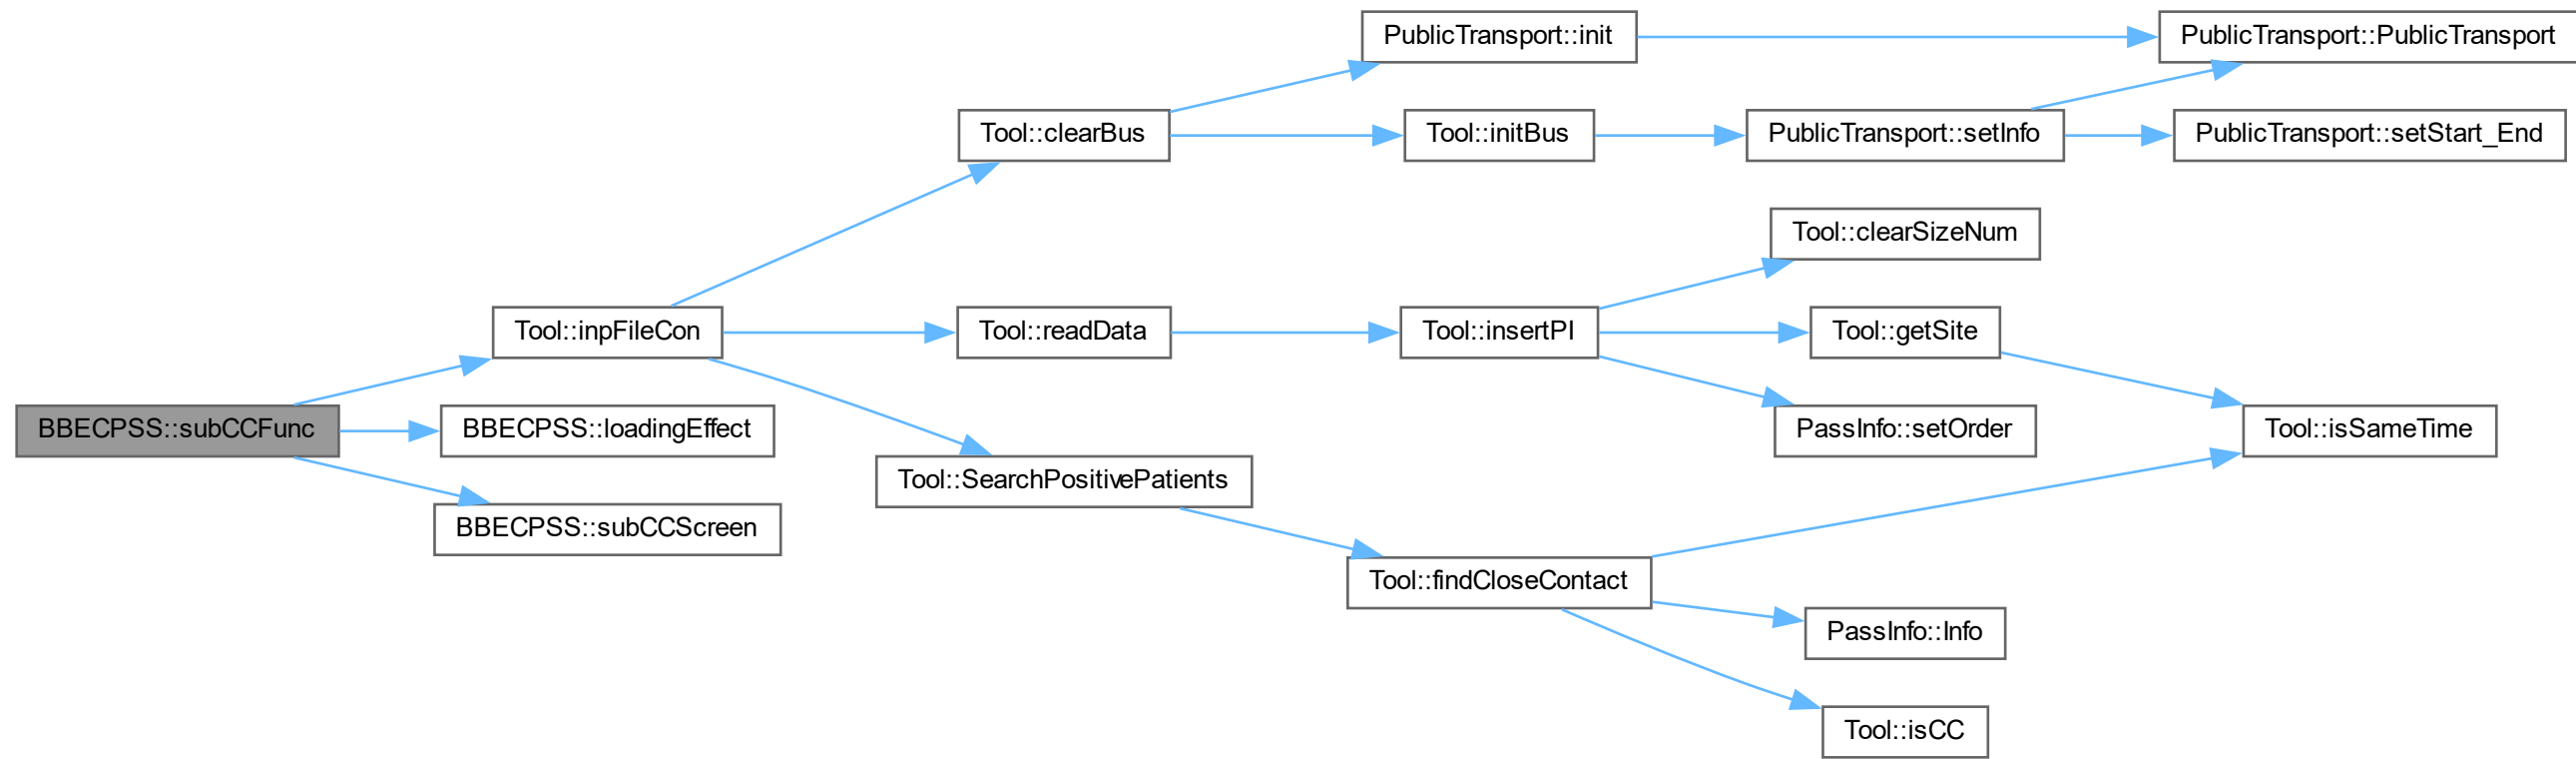 BBECPSS::subCCFunc
Tool::inpFileCon
BBECPSS::loadingEffect
BBECPSS::subCCScreen
Tool::clearBus
Tool::readData
Tool::SearchPositivePatients
PublicTransport::init
Tool::initBus
Tool::insertPI
Tool::findCloseContact
PublicTransport::setInfo
Tool::clearSizeNum
Tool::getSite
PassInfo::setOrder
PassInfo::Info
Tool::isCC
PublicTransport::PublicTransport
PublicTransport::setStart_End
Tool::isSameTime